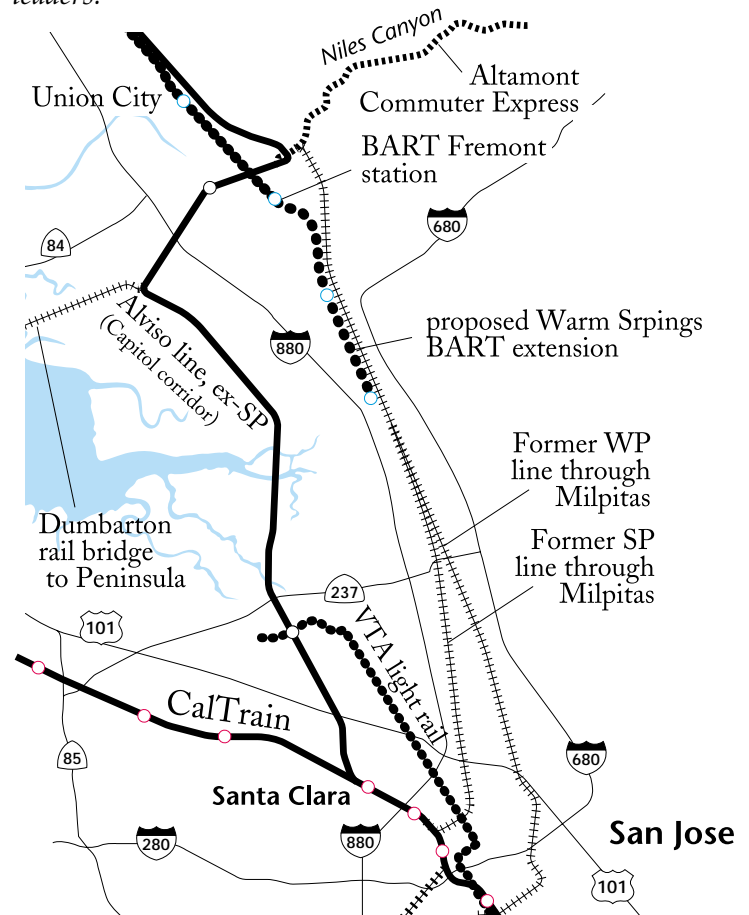 leaders.
Niles Canyon
Altamont
Commuter Express
Union City
BART Fremont
station
680
84
Alviso line, ex-SP
(Capitol corridor)
880
proposed Warm Srpings
BART extension
Former WP
line through
Milpitas
Dumbarton
rail bridge
to Peninsula
Former SP
line through
Milpitas
237
101
VTA light rail
CalTrain
85
680
Santa Clara
280
880
San Jose
101